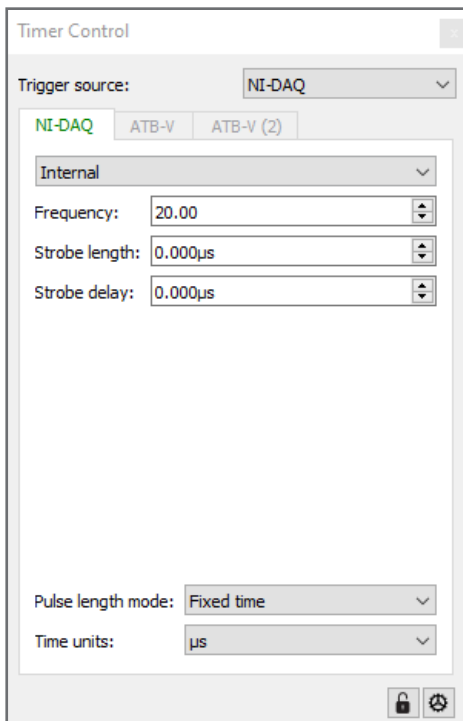 Timer Control
Trigger source: NI-DAQ
NI-DAQ ATB-V ATB-V (2)
Internal
Frequency: 20.00
Strobe length: 0.000µs
Strobe delay: 0.000µs
Pulse length mode: Fixed time
Time units: µs